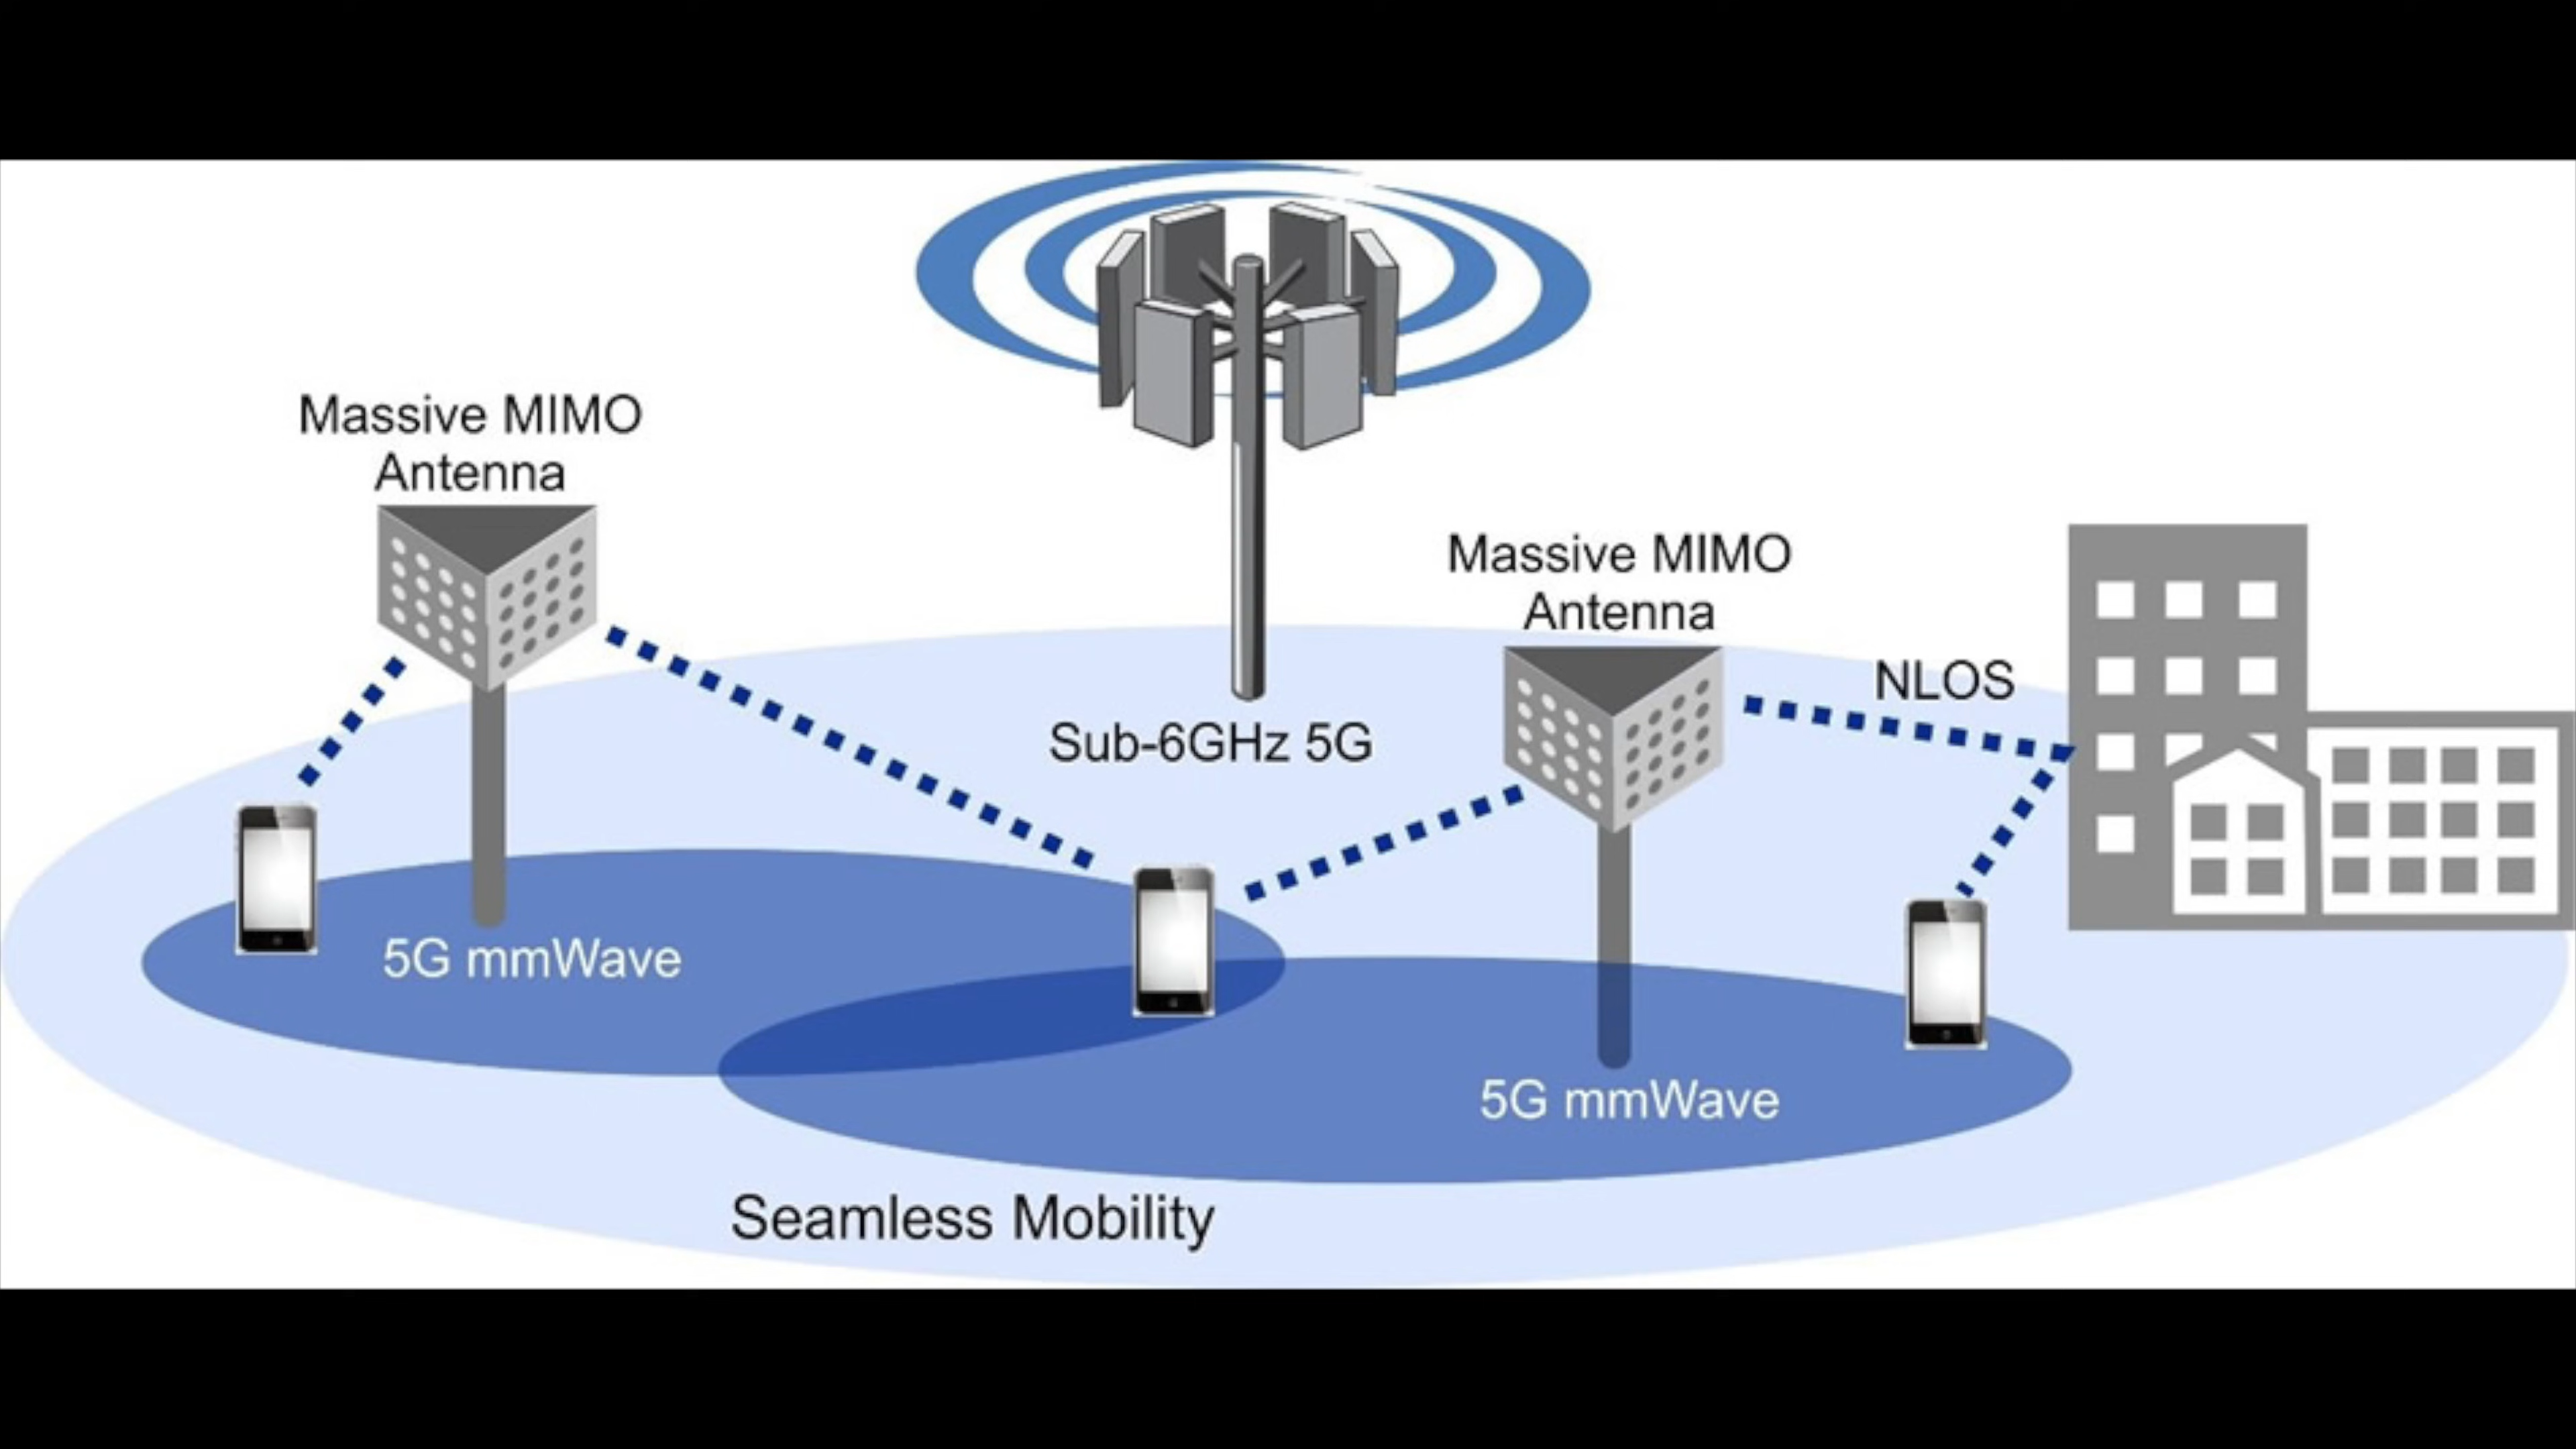 Massive MIMO
Antenna
Massive MIMO
Antenna
NLOS
Sub-6GHz 5G
5G mmWave
5G mmWave
Seamless Mobility